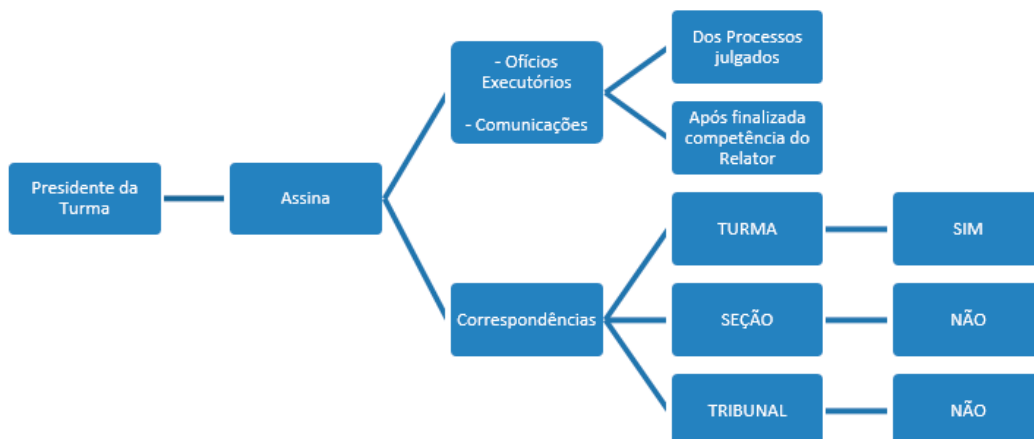 Presidente da
Turma
Assina
- Ofícios
Executórios
- Comunicações
Dos Processos
julgados
Após finalizada
competência do
Relator
Correspondências
TURMA
SIM
SEÇÃO
NÃO
TRIBUNAL
NÃO